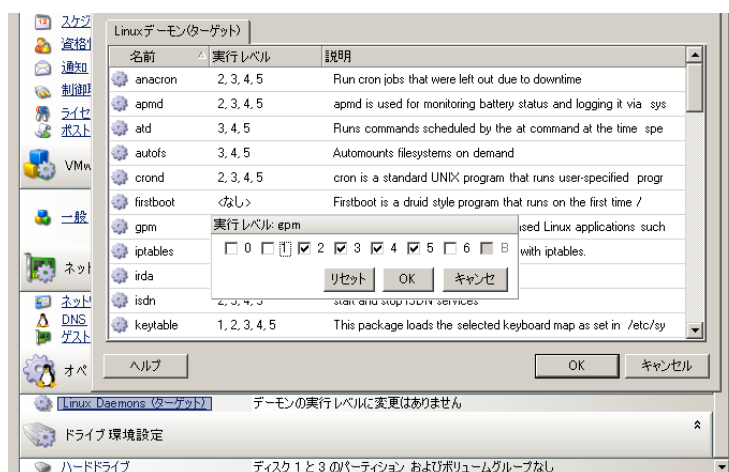 スケジ
資格情
通知
制御
ライセ
ポスト
VMw
一般
ネット
ネット
DNS
ゲスト
オペ
Linuxデーモン(ターゲット)
名前 実行レベル 説明
anacron 2, 3, 4, 5 Run cron jobs that were left out due to downtime
apmd 2, 3, 4, 5 apmd is used for monitoring battery status and logging it via sys
atd 3, 4, 5 Runs commands scheduled by the at command at the time spe
autofs 3, 4, 5 Automounts filesystems on demand
crond 2, 3, 4, 5 cron is a standard UNIX program that runs user-specified progr
firstboot <なし> Firstboot is a druid style program that runs on the first time /
gpm sed Linux applications such
iptables with iptables.
irda
isdn 2, 3, 4, 5 start and stop ISDN services
keytable 1, 2, 3, 4, 5 This package loads the selected keyboard map as set in /etc/sy
実行レベル: gpm
0 1 2 3 4 5 6 B
リセット OK キャンセ
ヘルプ OK キャンセル
Linux Daemons (ターゲット) デーモンの実行レベルに変更はありません
ドライブ環境設定
ハードドライブ ディスク 1 と 3 のパーティション およびボリュームグループなし